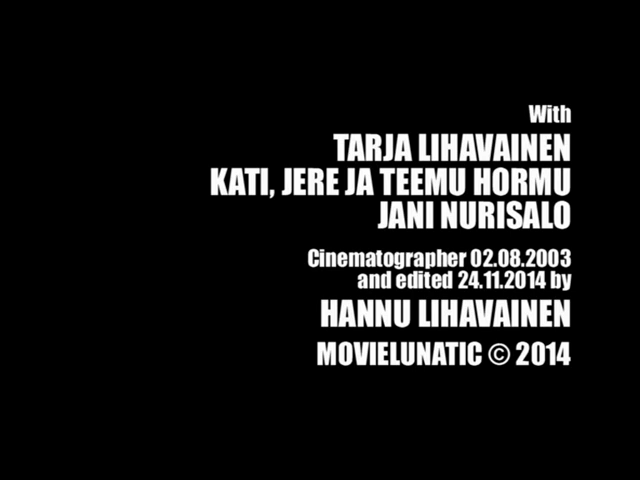 With
TARJA LIHAVAINEN
KATI, JERE JA TEEMU HORMU
JANI NURISALO
Cinematographer 02.08.2003
and edited 24.11.2014 by
HANNU LIHAVAINEN
MOVIELUNATIC © 2014